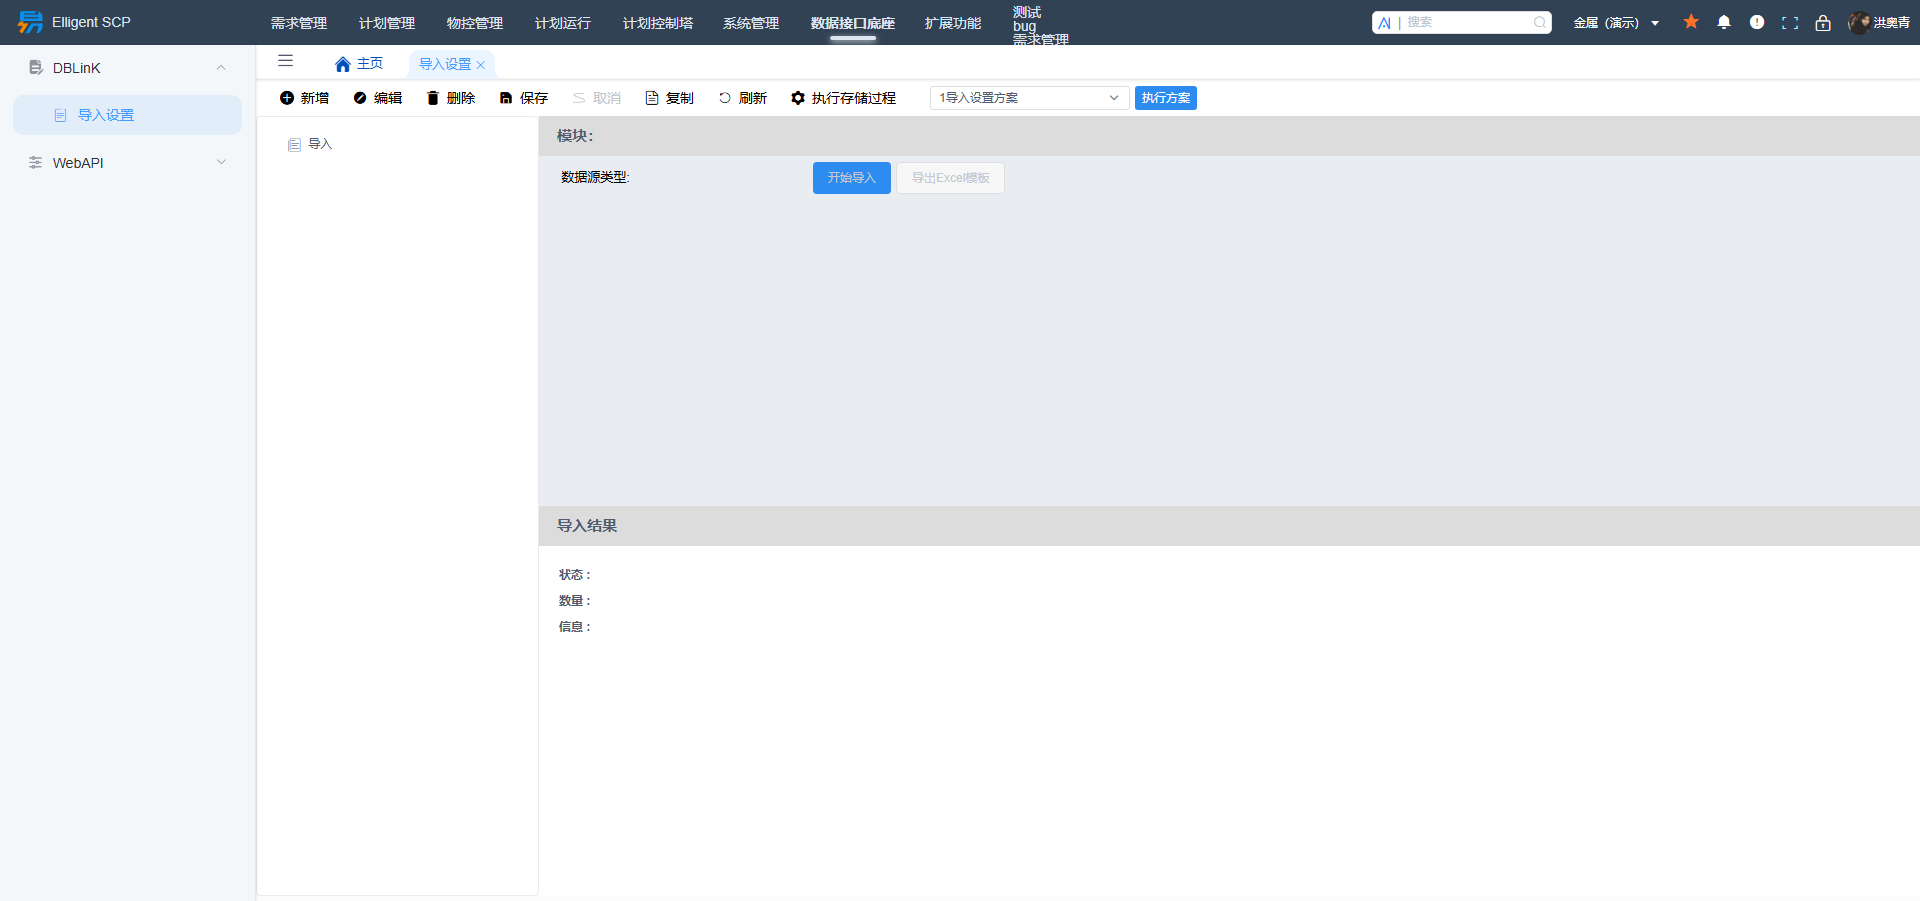 Elligent SCP
需求管理
计划管理
物控管理
计划运行
计划控制塔
系统管理
数据接口底座
扩展功能
测试
bug
需求管理
AI | 搜索
金属（演示）
洪奥青
DBLinK
导入设置
WebAPI
主页
导入设置
新增
编辑
删除
保存
取消
复制
刷新
执行存储过程
1导入设置方案
执行方案
导入
模块:
数据源类型:
开始导入
导出Excel模板
导入结果
状态 :
数量 :
信息 :